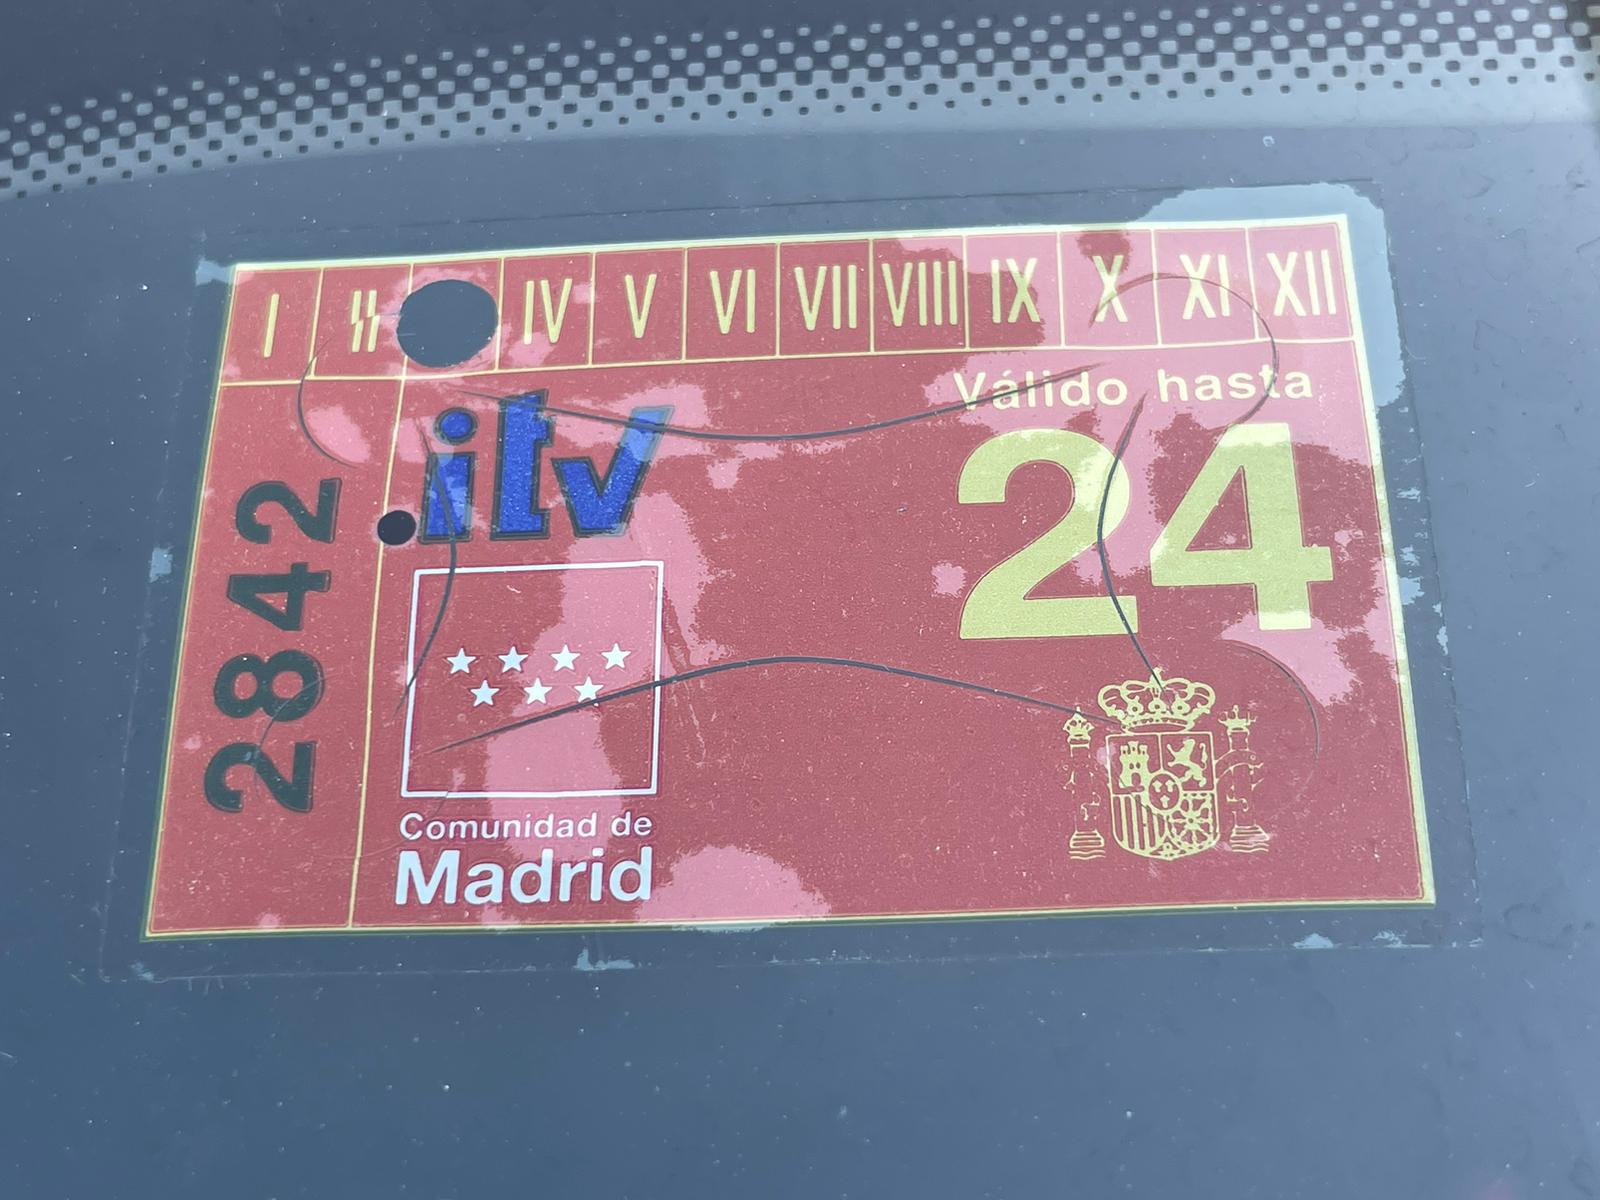 I II IV V VI VII VIII IX X XI XII
Válido hasta
24
itv
2842
Comunidad de
Madrid